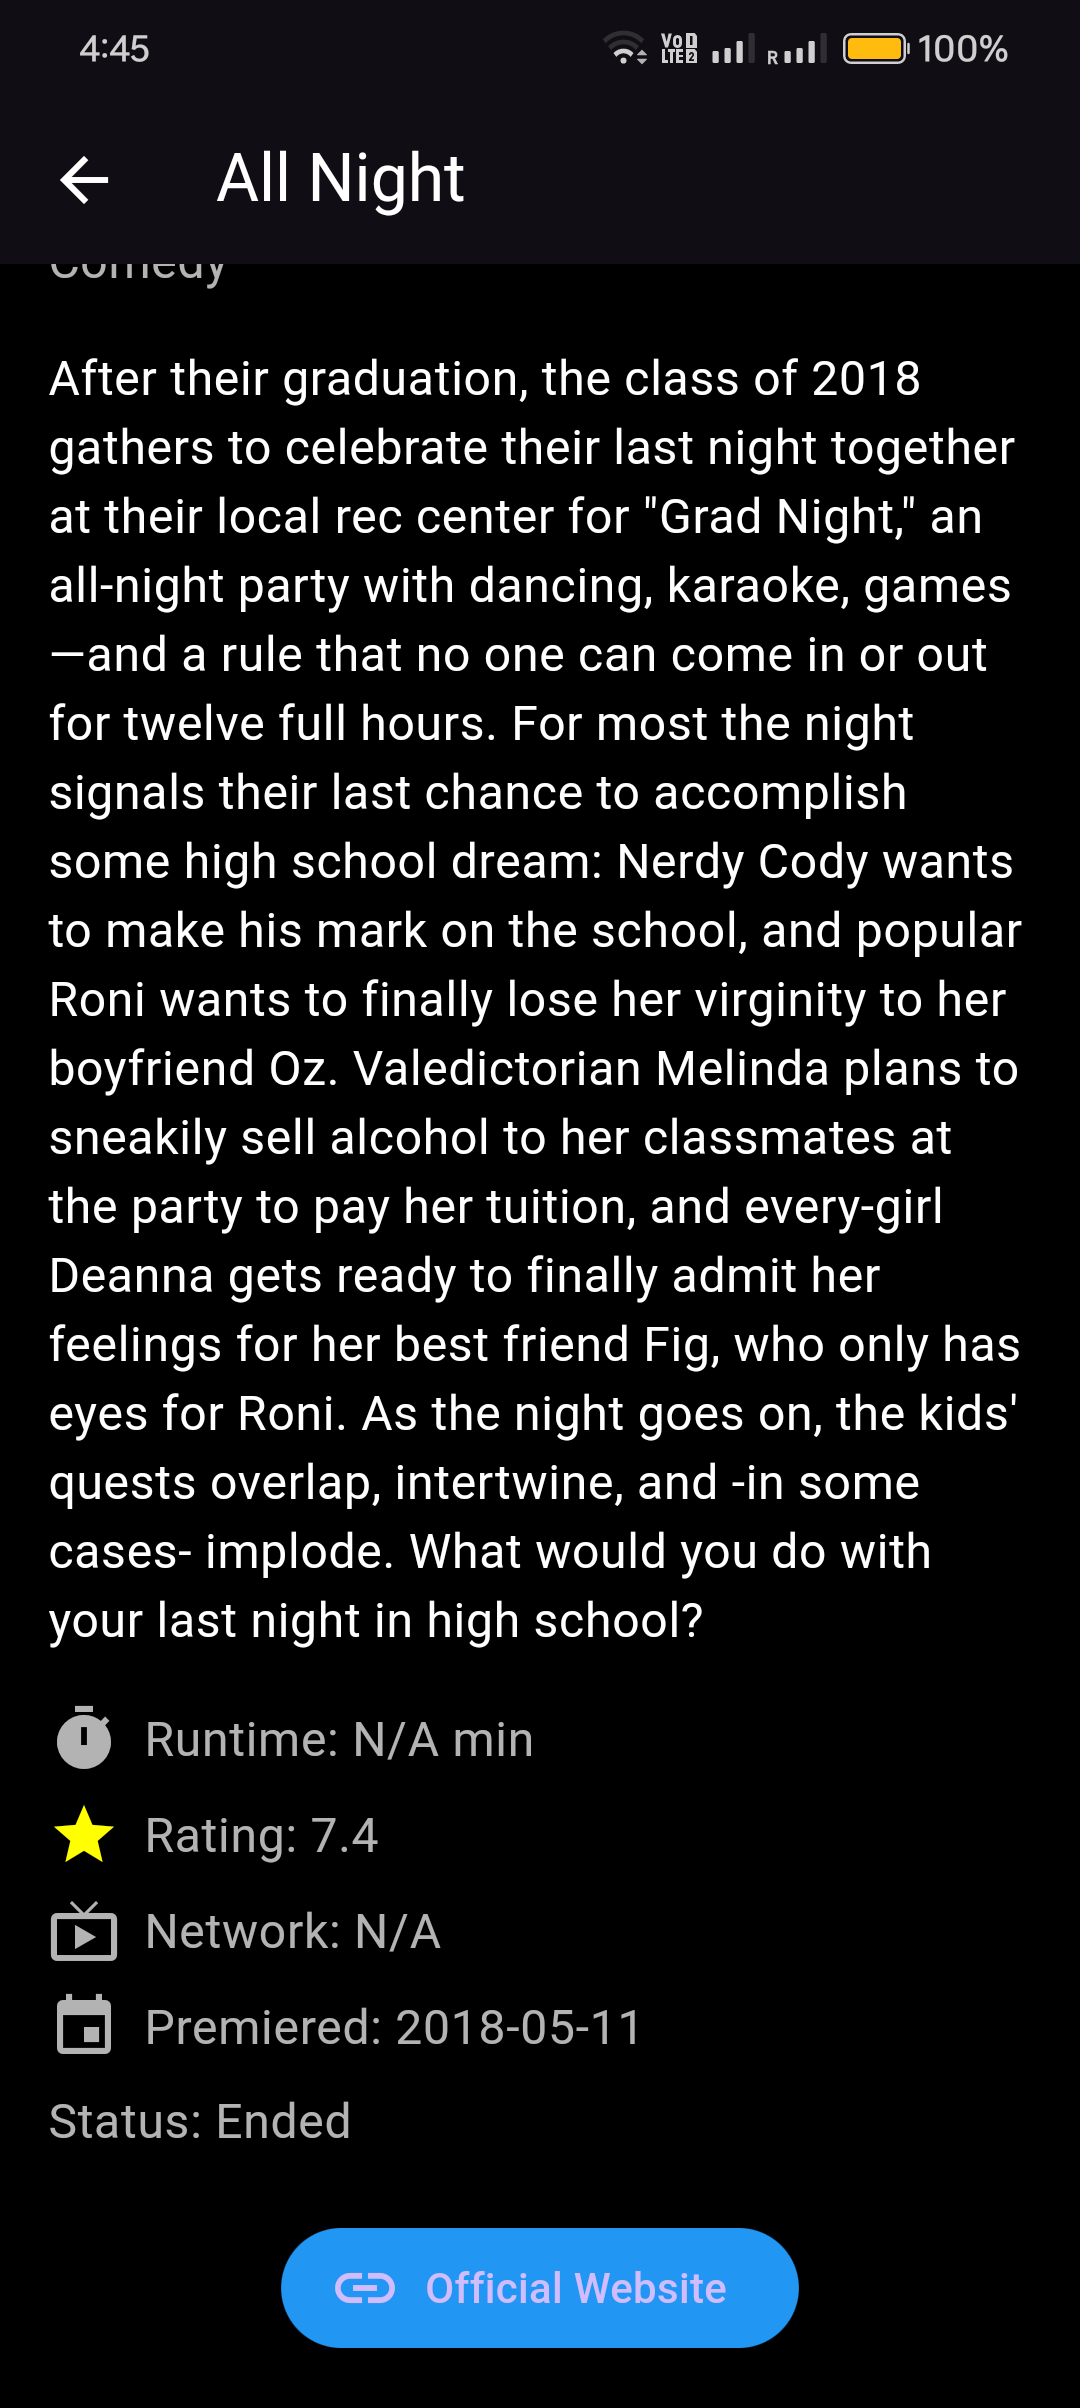 4:45
Vo 1
LTE 2
R
100%
All Night
Comedy
After their graduation, the class of 2018
gathers to celebrate their last night together
at their local rec center for "Grad Night," an
all-night party with dancing, karaoke, games
—and a rule that no one can come in or out
for twelve full hours. For most the night
signals their last chance to accomplish
some high school dream: Nerdy Cody wants
to make his mark on the school, and popular
Roni wants to finally lose her virginity to her
boyfriend Oz. Valedictorian Melinda plans to
sneakily sell alcohol to her classmates at
the party to pay her tuition, and every-girl
Deanna gets ready to finally admit her
feelings for her best friend Fig, who only has
eyes for Roni. As the night goes on, the kids'
quests overlap, intertwine, and -in some
cases- implode. What would you do with
your last night in high school?
Runtime: N/A min
Rating: 7.4
Network: N/A
Premiered: 2018-05-11
Status: Ended
Official Website